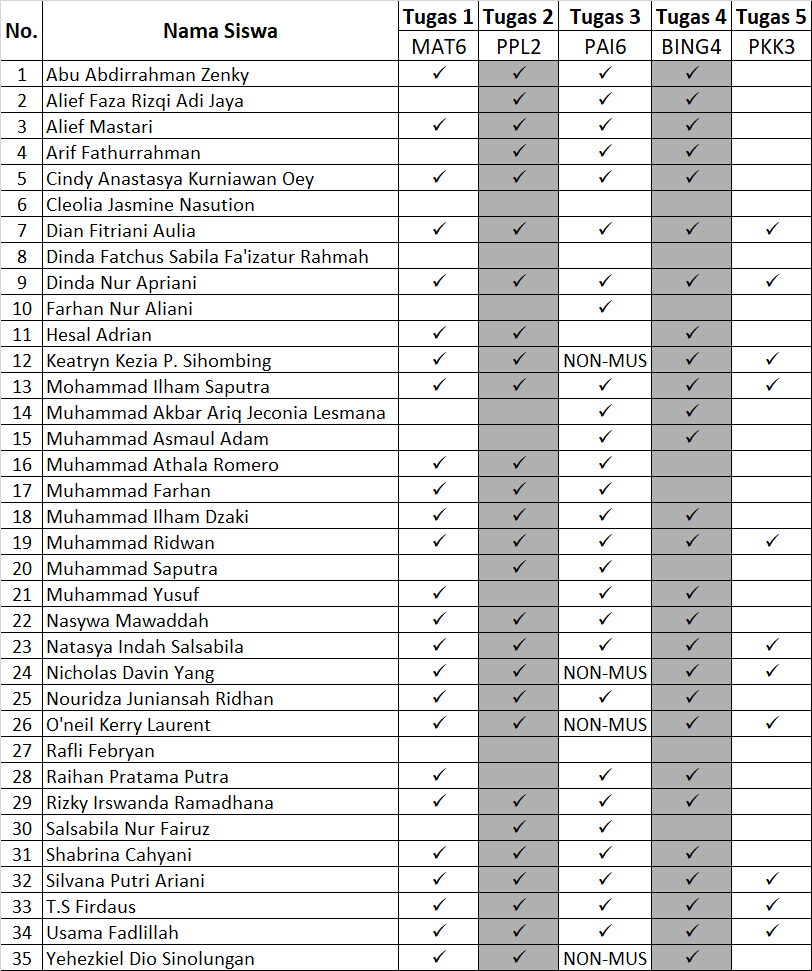 No. Nama Siswa Tugas 1 Tugas 2 Tugas 3 Tugas 4 Tugas 5
MAT6 PPL2 PAI6 BING4 PKK3
1 Abu Abdirrahman Zenky ✓ ✓ ✓ ✓
2 Alief Faza Rizqi Adi Jaya ✓ ✓ ✓
3 Alief Mastari ✓ ✓ ✓ ✓
4 Arif Fathurrahman ✓ ✓ ✓
5 Cindy Anastasya Kurniawan Oey ✓ ✓ ✓ ✓
6 Cleolia Jasmine Nasution
7 Dian Fitriani Aulia ✓ ✓ ✓ ✓ ✓
8 Dinda Fatchus Sabila Fa'izatur Rahmah
9 Dinda Nur Apriani ✓ ✓ ✓ ✓ ✓
10 Farhan Nur Aliani ✓
11 Hesal Adrian ✓ ✓ ✓
12 Keatryn Kezia P. Sihombing ✓ ✓ NON-MUS ✓ ✓
13 Mohammad Ilham Saputra ✓ ✓ ✓ ✓ ✓
14 Muhammad Akbar Ariq Jeconia Lesmana ✓ ✓
15 Muhammad Asmaul Adam ✓ ✓
16 Muhammad Athala Romero ✓ ✓ ✓
17 Muhammad Farhan ✓ ✓ ✓
18 Muhammad Ilham Dzaki ✓ ✓ ✓ ✓
19 Muhammad Ridwan ✓ ✓ ✓ ✓ ✓
20 Muhammad Saputra ✓ ✓
21 Muhammad Yusuf ✓ ✓ ✓
22 Nasywa Mawaddah ✓ ✓ ✓ ✓
23 Natasya Indah Salsabila ✓ ✓ ✓ ✓ ✓
24 Nicholas Davin Yang ✓ ✓ NON-MUS ✓ ✓
25 Nouridza Juniansah Ridhan ✓ ✓ ✓ ✓
26 O'neil Kerry Laurent ✓ ✓ NON-MUS ✓ ✓
27 Rafli Febryan
28 Raihan Pratama Putra ✓ ✓ ✓
29 Rizky Irswanda Ramadhana ✓ ✓ ✓ ✓
30 Salsabila Nur Fairuz ✓ ✓
31 Shabrina Cahyani ✓ ✓ ✓ ✓
32 Silvana Putri Ariani ✓ ✓ ✓ ✓ ✓
33 T.S Firdaus ✓ ✓ ✓ ✓ ✓
34 Usama Fadlillah ✓ ✓ ✓ ✓ ✓
35 Yehezkiel Dio Sinolungan ✓ ✓ NON-MUS ✓